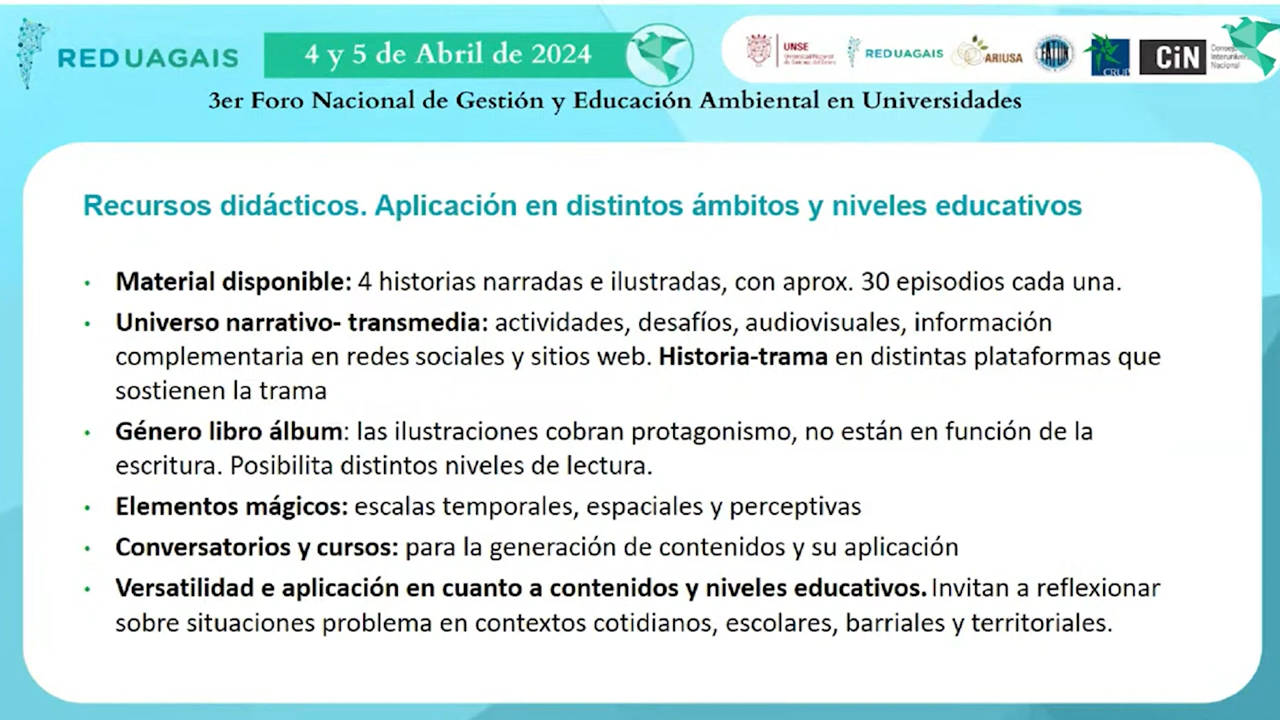 REDUAGAIS
4 y 5 de Abril de 2024
UNSE
REDUAGAIS
ARIUSA
FATUN
CRUP
CiN
3er Foro Nacional de Gestión y Educación Ambiental en Universidades
Recursos didácticos. Aplicación en distintos ámbitos y niveles educativos
• Material disponible: 4 historias narradas e ilustradas, con aprox. 30 episodios cada una.
• Universo narrativo- transmedia: actividades, desafíos, audiovisuales, información
complementaria en redes sociales y sitios web. Historia-trama en distintas plataformas que
sostienen la trama
• Género libro álbum: las ilustraciones cobran protagonismo, no están en función de la
escritura. Posibilita distintos niveles de lectura.
• Elementos mágicos: escalas temporales, espaciales y perceptivas
• Conversatorios y cursos: para la generación de contenidos y su aplicación
• Versatilidad e aplicación en cuanto a contenidos y niveles educativos. Invitan a reflexionar
sobre situaciones problema en contextos cotidianos, escolares, barriales y territoriales.